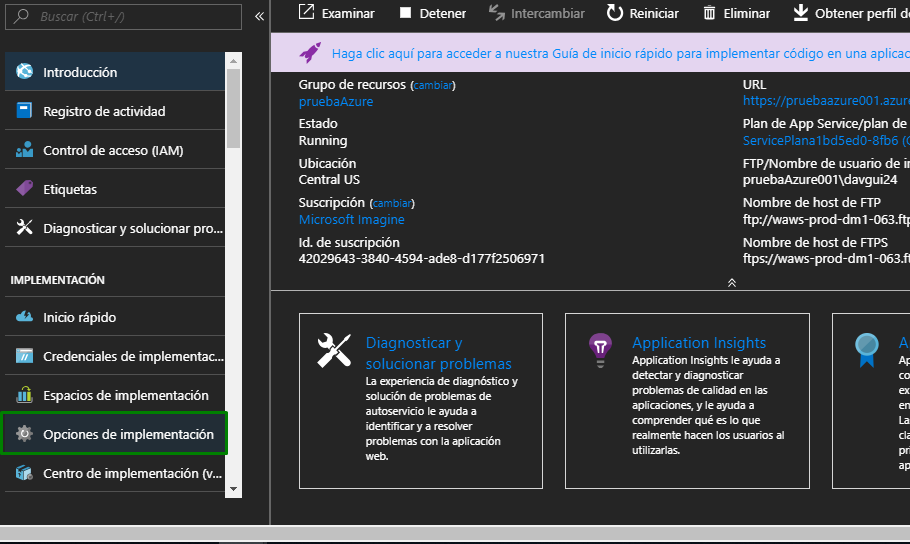 Buscar (Ctrl+/)
«
Introducción
Registro de actividad
Control de acceso (IAM)
Etiquetas
Diagnosticar y solucionar pro...
IMPLEMENTACIÓN
Inicio rápido
Credenciales de implementac...
Espacios de implementación
Opciones de implementación
Centro de implementación (v...
Examinar
Detener
Intercambiar
Reiniciar
Eliminar
Obtener perfil de
Haga clic aquí para acceder a nuestra Guía de inicio rápido para implementar código en una aplicac
Grupo de recursos (cambiar)
pruebaAzure
Estado
Running
Ubicación
Central US
Suscripción (cambiar)
Microsoft Imagine
Id. de suscripción
42029643-3840-4594-ade8-d177f2506971
URL
https://pruebaazure001.azure
Plan de App Service/plan de
ServicePlana1bd5ed0-8fb6 (
FTP/Nombre de usuario de in
pruebaAzure001\davgui24
Nombre de host de FTP
ftp://waws-prod-dm1-063.ftp
Nombre de host de FTPS
ftps://waws-prod-dm1-063.f
Diagnosticar y
solucionar problemas
La experiencia de diagnóstico y
solución de problemas de
autoservicio le ayuda a
identificar y a resolver
problemas con la aplicación
web.
Application Insights
Application Insights le ayuda a
detectar y diagnosticar
problemas de calidad en las
aplicaciones, y le ayuda a
comprender qué es lo que
realmente hacen los usuarios al
utilizarlas.
A
Ap
co
ex
en
La
cla
pri
ap